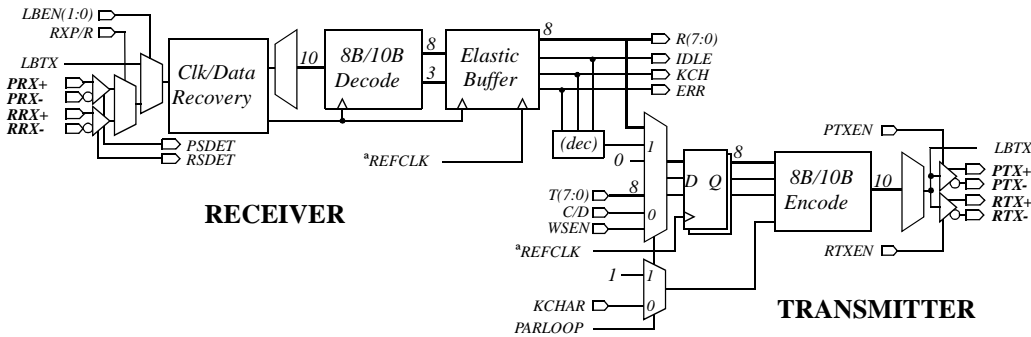 LBEN(1:0)
RXP/R
LBTX
PRX+
PRX-
RRX+
RRX-
Clk/Data
Recovery
10
8B/10B
Decode
8
3
Elastic
Buffer
8
R(7:0)
IDLE
KCH
ERR
PSDET
RSDET
ªREFCLK
(dec)
0
1
T(7:0)
8
C/D
WSEN
0
ªREFCLK
D Q
8
8B/10B
Encode
10
PTXEN
LBTX
PTX+
PTX-
RTX+
RTX-
RTXEN
RECEIVER
1
1
KCHAR
0
PARLOOP
TRANSMITTER